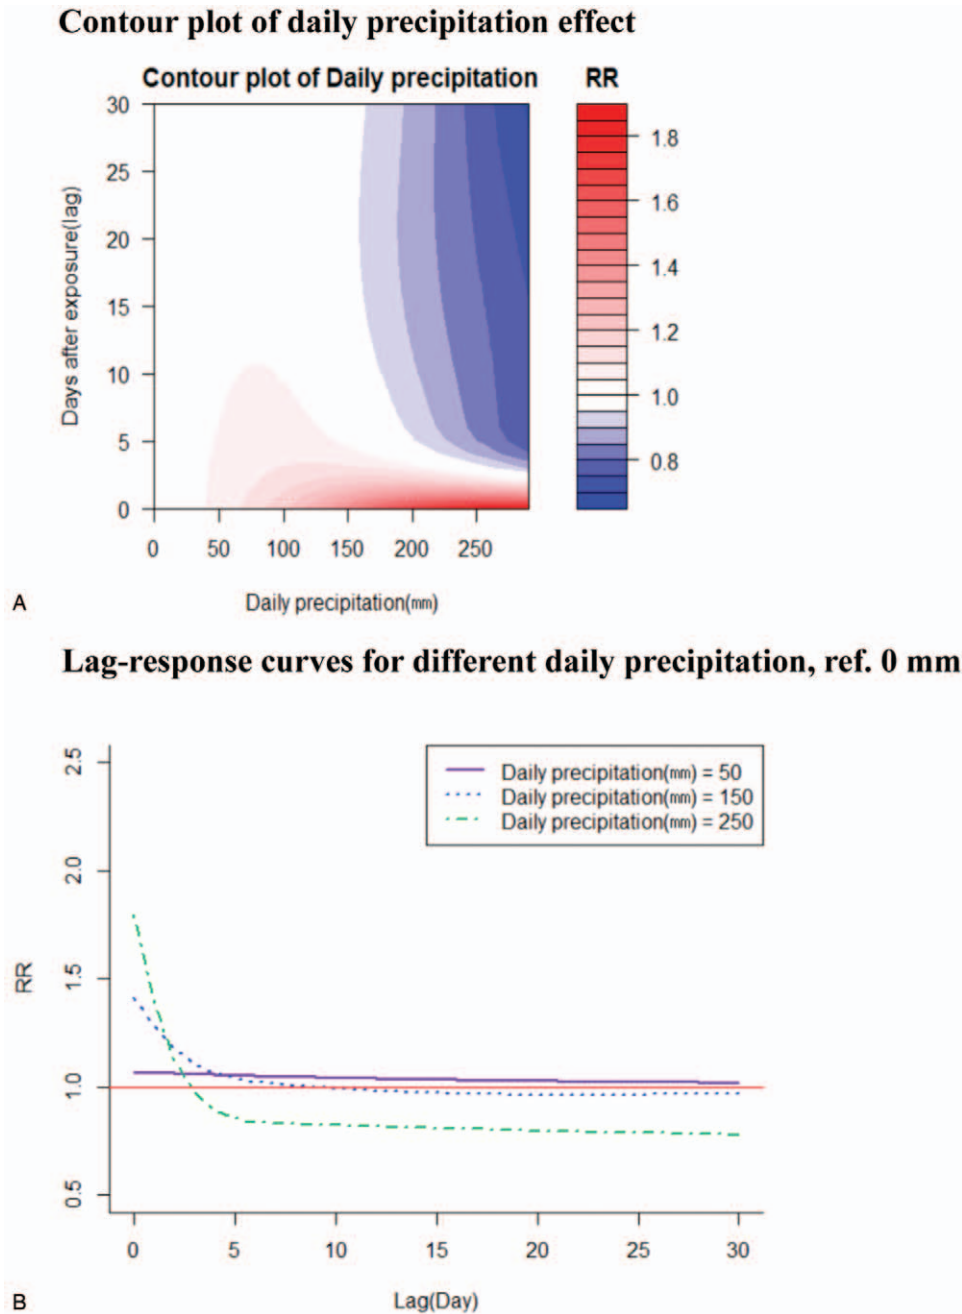 Contour plot of daily precipitation effect
Contour plot of Daily precipitation
RR
30
25
20
15
10
5
0
Days after exposure(lag)
0 50 100 150 200 250
Daily precipitation(mm)
1.8
1.6
1.4
1.2
1.0
0.8
A
Lag-response curves for different daily precipitation, ref. 0 mm
Daily precipitation(mm) = 50
Daily precipitation(mm) = 150
Daily precipitation(mm) = 250
2.5
2.0
1.5
1.0
0.5
RR
0 5 10 15 20 25 30
Lag(Day)
B